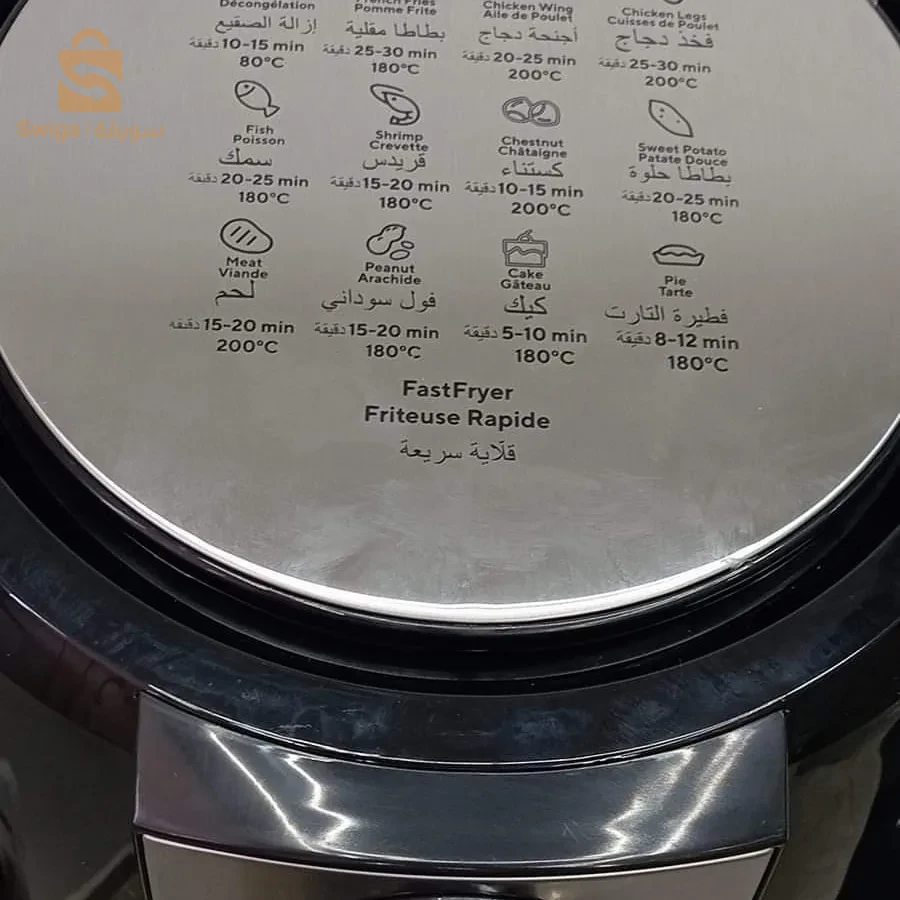 Décongélation
إزالة الصقيع
10-15 min دقيقة
80°C
French Fries
Pomme Frite
بطاطا مقلية
25-30 min دقيقة
180°C
Chicken Wing
Aile de Poulet
أجنحة دجاج
20-25 min دقيقة
200°C
Chicken Legs
Cuisses de Poulet
فخذ دجاج
25-30 min دقيقة
200°C
Fish
Poisson
سمك
20-25 min دقيقة
180°C
Shrimp
Crevette
قريدس
15-20 min دقيقة
180°C
Chestnut
Châtaigne
كستناء
10-15 min دقيقة
200°C
Sweet Potato
Patate Douce
بطاطا حلوة
20-25 min دقيقة
180°C
Meat
Viande
لحم
15-20 min دقيقة
200°C
Peanut
Arachide
فول سوداني
15-20 min دقيقة
180°C
Cake
Gâteau
كيك
5-10 min دقيقة
180°C
Pie
Tarte
فطيرة التارت
8-12 min دقيقة
180°C
FastFryer
Friteuse Rapide
قلّاية سريعة